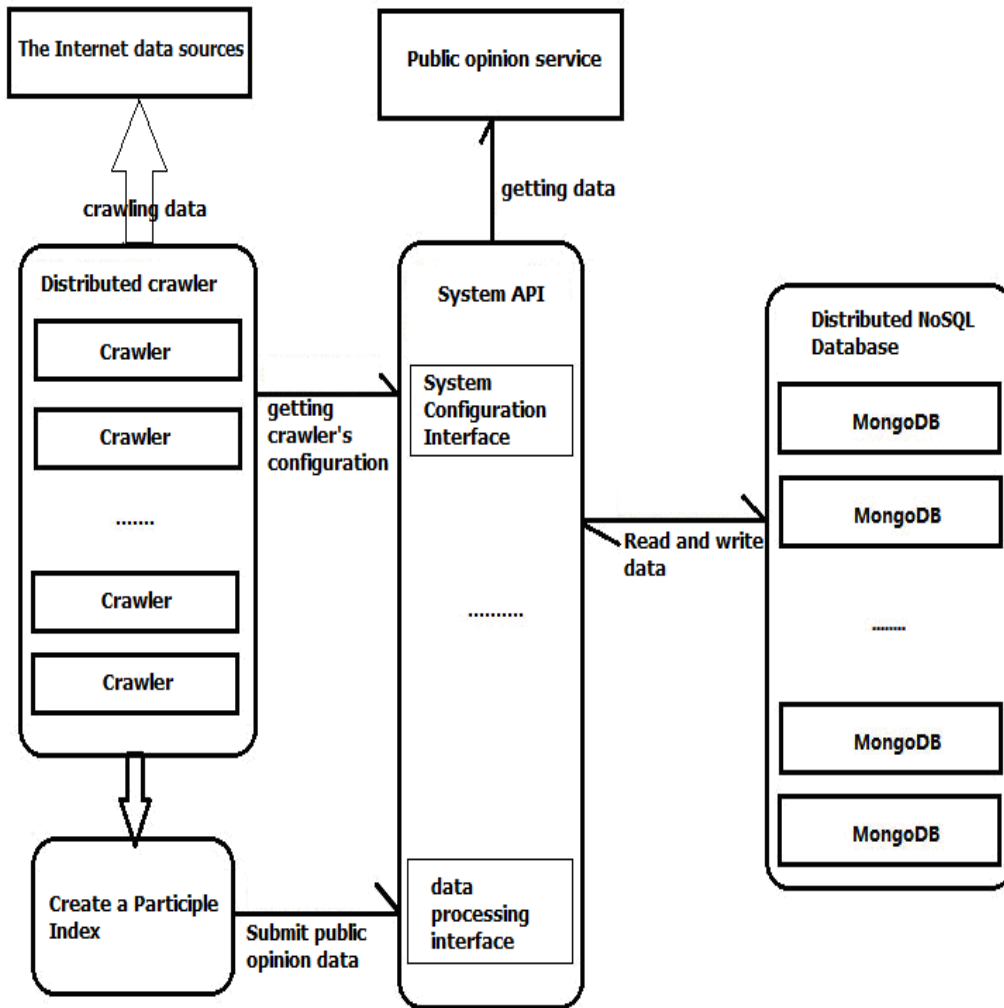 The Internet data sources
Public opinion service
crawling data
getting data
Distributed crawler
Crawler
Crawler
.......
Crawler
Crawler
getting
crawler's
configuration
System API
System
Configuration
Interface
..........
data
processing
interface
Read and write
data
Distributed NoSQL
Database
MongoDB
MongoDB
........
MongoDB
MongoDB
Create a Participle
Index
Submit public
opinion data